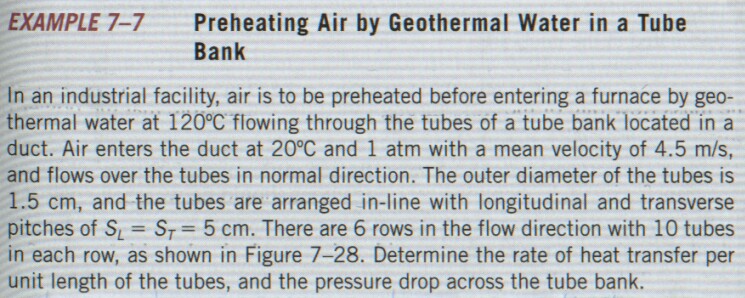 EXAMPLE 7–7 Preheating Air by Geothermal Water in a Tube
Bank
In an industrial facility, air is to be preheated before entering a furnace by geo-
thermal water at 120°C flowing through the tubes of a tube bank located in a
duct. Air enters the duct at 20°C and 1 atm with a mean velocity of 4.5 m/s,
and flows over the tubes in normal direction. The outer diameter of the tubes is
1.5 cm, and the tubes are arranged in-line with longitudinal and transverse
pitches of S_L = S_T = 5 cm. There are 6 rows in the flow direction with 10 tubes
in each row, as shown in Figure 7–28. Determine the rate of heat transfer per
unit length of the tubes, and the pressure drop across the tube bank.